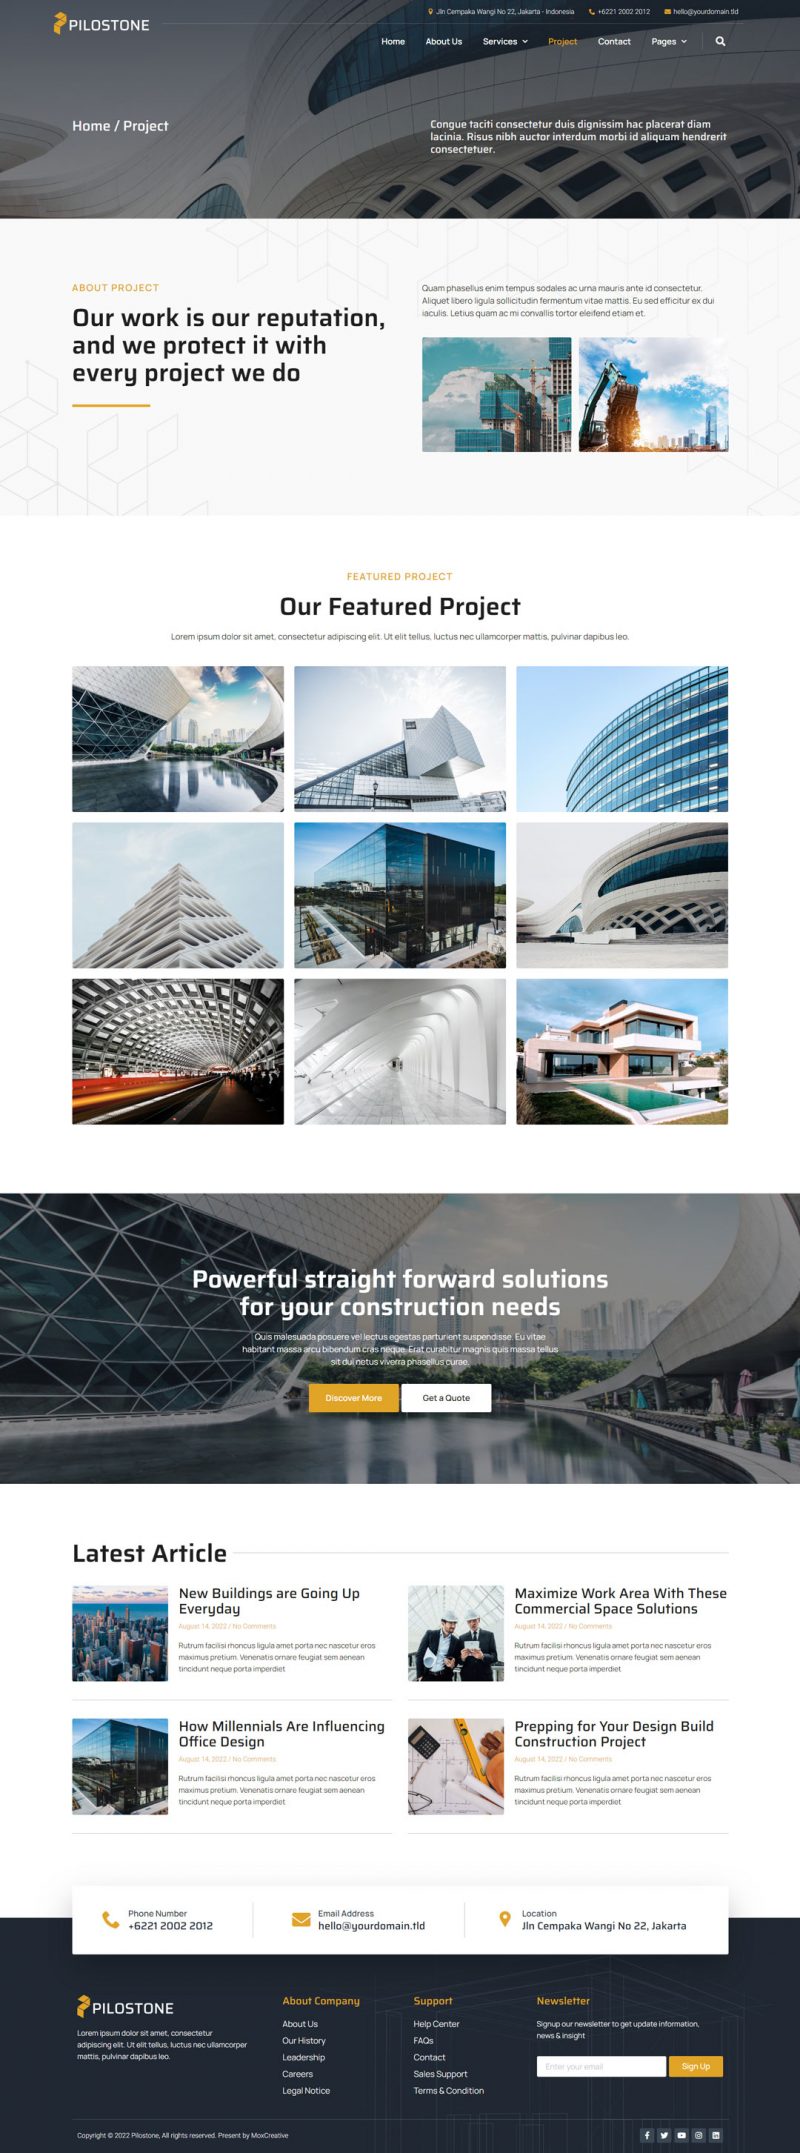 PILOSTONE
Jln Cempaka Wangi No 22, Jakarta - Indonesia
+6221 2002 2012
hello@yourdomain.tld
Home
About Us
Services
Project
Contact
Pages
Home / Project
Congue taciti consectetur duis dignissim hac placerat diam
lacinia. Risus nibh auctor interdum morbi id aliquam hendrerit
consectetuer.
ABOUT PROJECT
Our work is our reputation,
and we protect it with
every project we do
Quam phasellus enim tempus sodales ac urna mauris ante id consectetur.
Aliquet libero ligula sollicitudin fermentum vitae mattis. Eu sed efficitur ex dui
iaculis. Letius quam ac mi convallis tortor eleifend etiam et.
FEATURED PROJECT
Our Featured Project
Lorem ipsum dolor sit amet, consectetur adipiscing elit. Ut elit tellus, luctus nec ullamcorper mattis, pulvinar dapibus leo.
Powerful straight forward solutions
for your construction needs
Quis malesuada posuere vel lectus egestas parturient suspendisse. Eu vitae
habitant massa arcu bibendum cras neque. Erat curabitur magnis quis massa tellus
sit dui netus viverra phasellus curae.
Discover More
Get a Quote
Latest Article
New Buildings are Going Up
Everyday
August 14, 2022 / No Comments
Rutrum facilisi rhoncus ligula amet porta nec nascetur eros
maximus pretium. Venenatis ornare feugiat sem aenean
tincidunt neque porta imperdiet
Maximize Work Area With These
Commercial Space Solutions
August 14, 2022 / No Comments
Rutrum facilisi rhoncus ligula amet porta nec nascetur eros
maximus pretium. Venenatis ornare feugiat sem aenean
tincidunt neque porta imperdiet
How Millennials Are Influencing
Office Design
August 14, 2022 / No Comments
Rutrum facilisi rhoncus ligula amet porta nec nascetur eros
maximus pretium. Venenatis ornare feugiat sem aenean
tincidunt neque porta imperdiet
Prepping for Your Design Build
Construction Project
August 14, 2022 / No Comments
Rutrum facilisi rhoncus ligula amet porta nec nascetur eros
maximus pretium. Venenatis ornare feugiat sem aenean
tincidunt neque porta imperdiet
Phone Number
+6221 2002 2012
Email Address
hello@yourdomain.tld
Location
Jln Cempaka Wangi No 22, Jakarta
PILOSTONE
Lorem ipsum dolor sit amet, consectetur
adipiscing elit. Ut elit tellus, luctus nec ullamcorper
mattis, pulvinar dapibus leo.
About Company
About Us
Our History
Leadership
Careers
Legal Notice
Support
Help Center
FAQs
Contact
Sales Support
Terms & Condition
Newsletter
Signup our newsletter to get update information,
news & insight
Enter your email
Sign Up
Copyright © 2022 Pilostone, All rights reserved. Present by MoxCreative